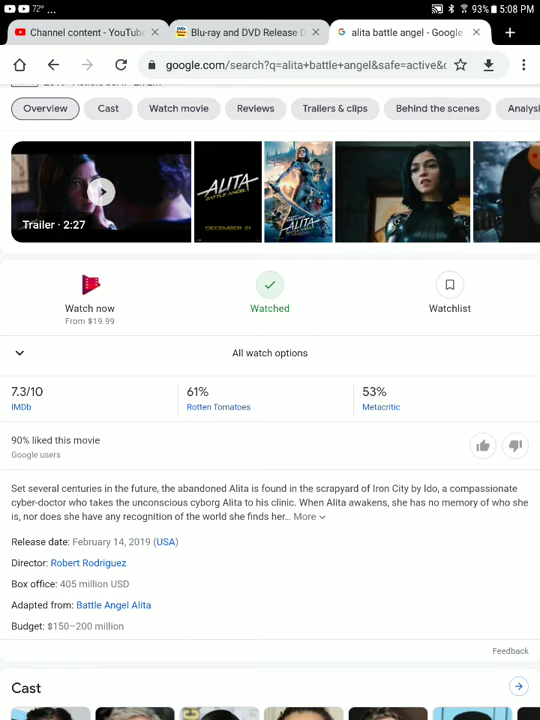 72°
93% 5:08 PM
Channel content - YouTube
Blu-ray and DVD Release D
alita battle angel - Google
google.com/search?q=alita+battle+angel&safe=active&c
Overview
Cast
Watch movie
Reviews
Trailers & clips
Behind the scenes
Analysi
Trailer · 2:27
ALITA
BATTLE ANGEL
DECEMBER 21
ALITA
Watch now
From $19.99
Watched
Watchlist
All watch options
7.3/10
IMDb
61%
Rotten Tomatoes
53%
Metacritic
90% liked this movie
Google users
Set several centuries in the future, the abandoned Alita is found in the scrapyard of Iron City by Ido, a compassionate
cyber-doctor who takes the unconscious cyborg Alita to his clinic. When Alita awakens, she has no memory of who she
is, nor does she have any recognition of the world she finds her... More
Release date: February 14, 2019 (USA)
Director: Robert Rodriguez
Box office: 405 million USD
Adapted from: Battle Angel Alita
Budget: $150–200 million
Feedback
Cast